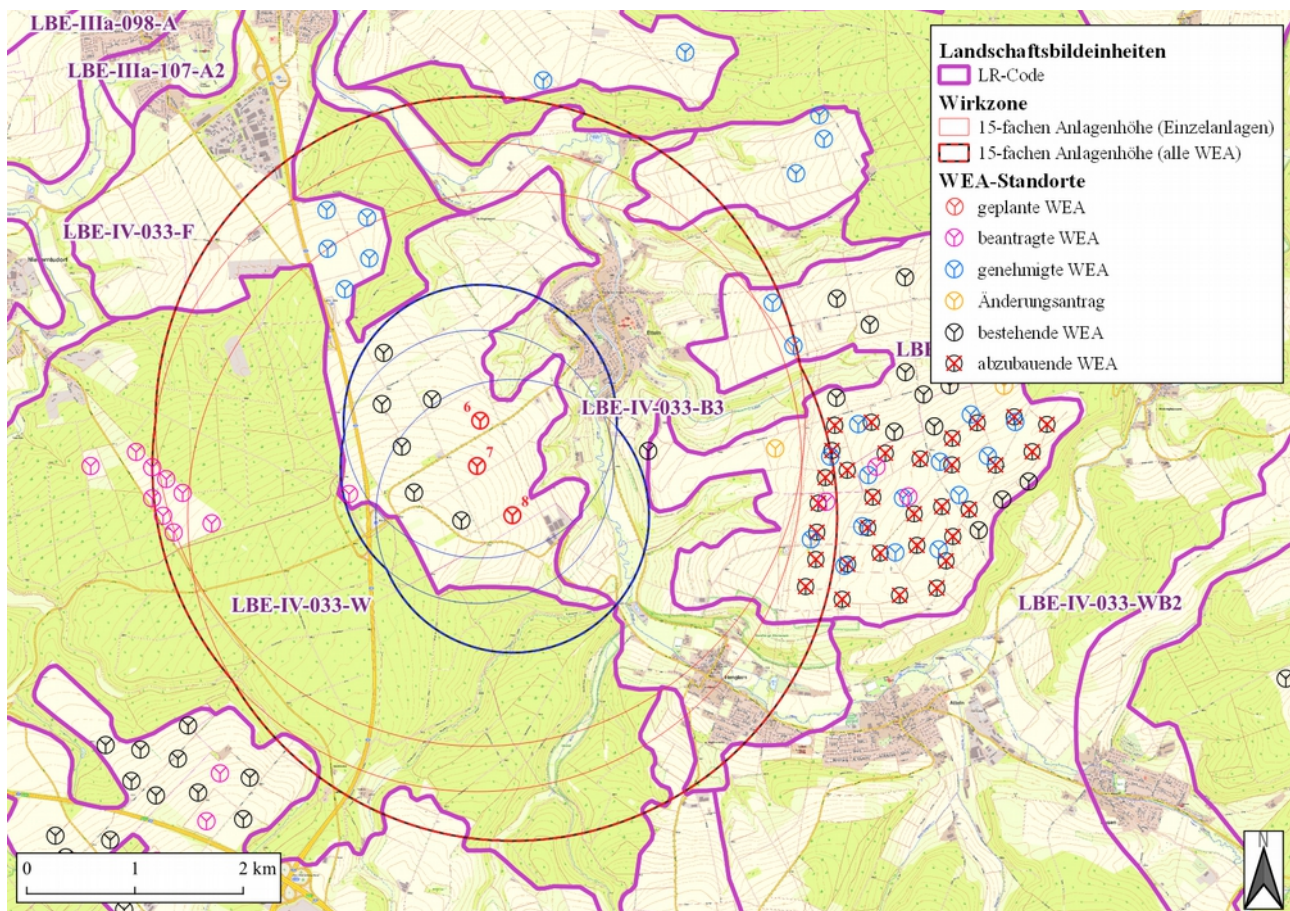 LBE-IIIa-098-A
LBE-IIIa-107-A2
LBE-IV-033-F
LBE-IV-033-B3
LBE
LBE-IV-033-W
LBE-IV-033-WB2
6
7
8
Landschaftsbildeinheiten
LR-Code
Wirkzone
15-fachen Anlagenhöhe (Einzelanlagen)
15-fachen Anlagenhöhe (alle WEA)
WEA-Standorte
geplante WEA
beantragte WEA
genehmigte WEA
Änderungsantrag
bestehende WEA
abzubauende WEA
0 1 2 km
N